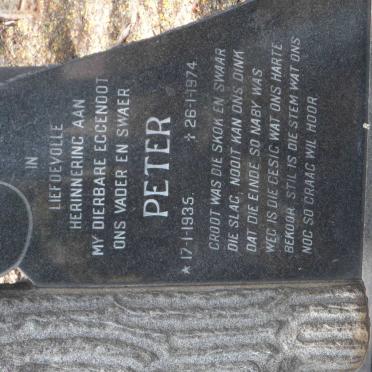 IN
LIEFDEVOLLE
HERINNERING AAN
MY DIERBARE EGGENOOT
ONS VADER EN SWAER
PETER
★ 17-1-1935. ✝ 26-1-1974.
GROOT WAS DIE SKOK EN SWAAR
DIE SLAG, NOOIT KAN ONS DINK
DAT DIE EINDE SO NABY WAS
WEG IS DIE GESIG WAT ONS HARTE
BEKOOR, STIL IS DIE STEM WAT ONS
NOG SO GRAAG WIL HOOR